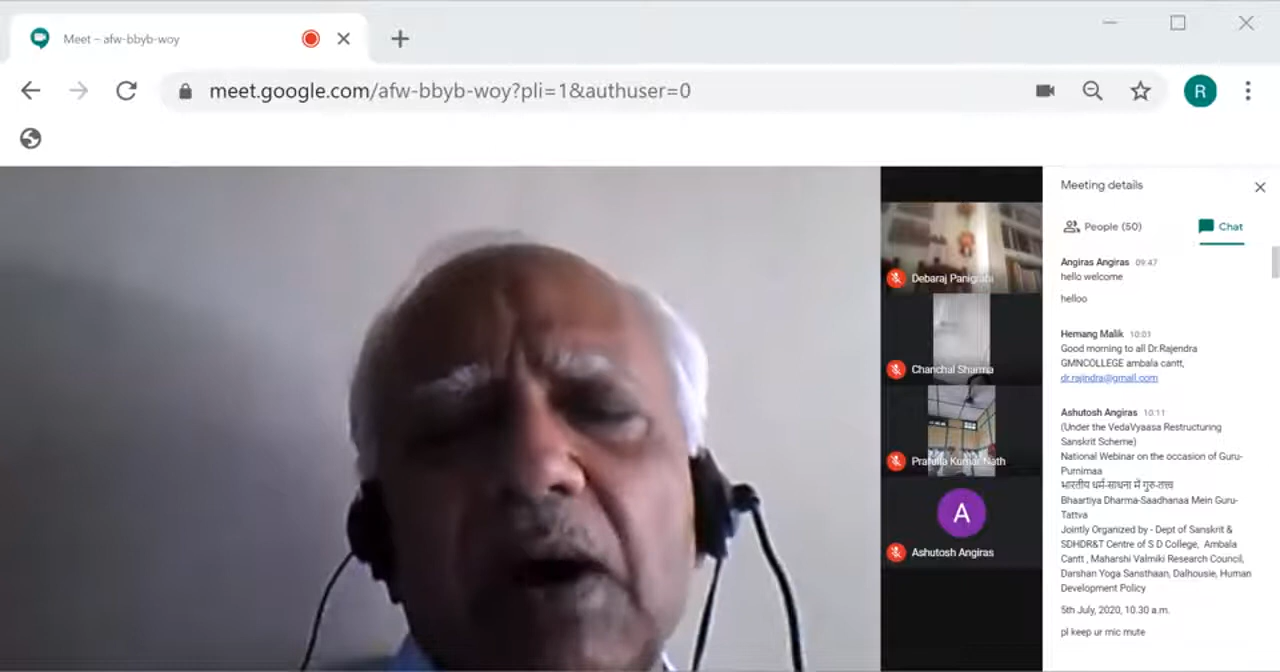 Meet – afw-bbyb-woy
meet.google.com/afw-bbyb-woy?pli=1&authuser=0
R
Debaraj Panigrahi
Chanchal Sharma
Prafulla Kumar Nath
A
Ashutosh Angiras
Meeting details
People (50)
Chat
Angiras Angiras 09:47
hello welcome
helloo
Hemang Malik 10:01
Good morning to all Dr.Rajendra
GMNCOLLEGE ambala cantt,
dr.rajindra@gmail.com
Ashutosh Angiras 10:11
(Under the VedaVyaasa Restructuring
Sanskrit Scheme)
National Webinar on the occasion of Guru-
Purnimaa
भारतीय धर्म-साधना में गुरु-तत्त्व
Bhaartiya Dharma-Saadhanaa Mein Guru-
Tattva
Jointly Organized by - Dept of Sanskrit &
SDHDR&T Centre of S D College, Ambala
Cantt , Maharshi Valmiki Research Council,
Darshan Yoga Sansthaan, Dalhousie, Human
Development Policy
5th July, 2020, 10.30 a.m.
pl keep ur mic mute